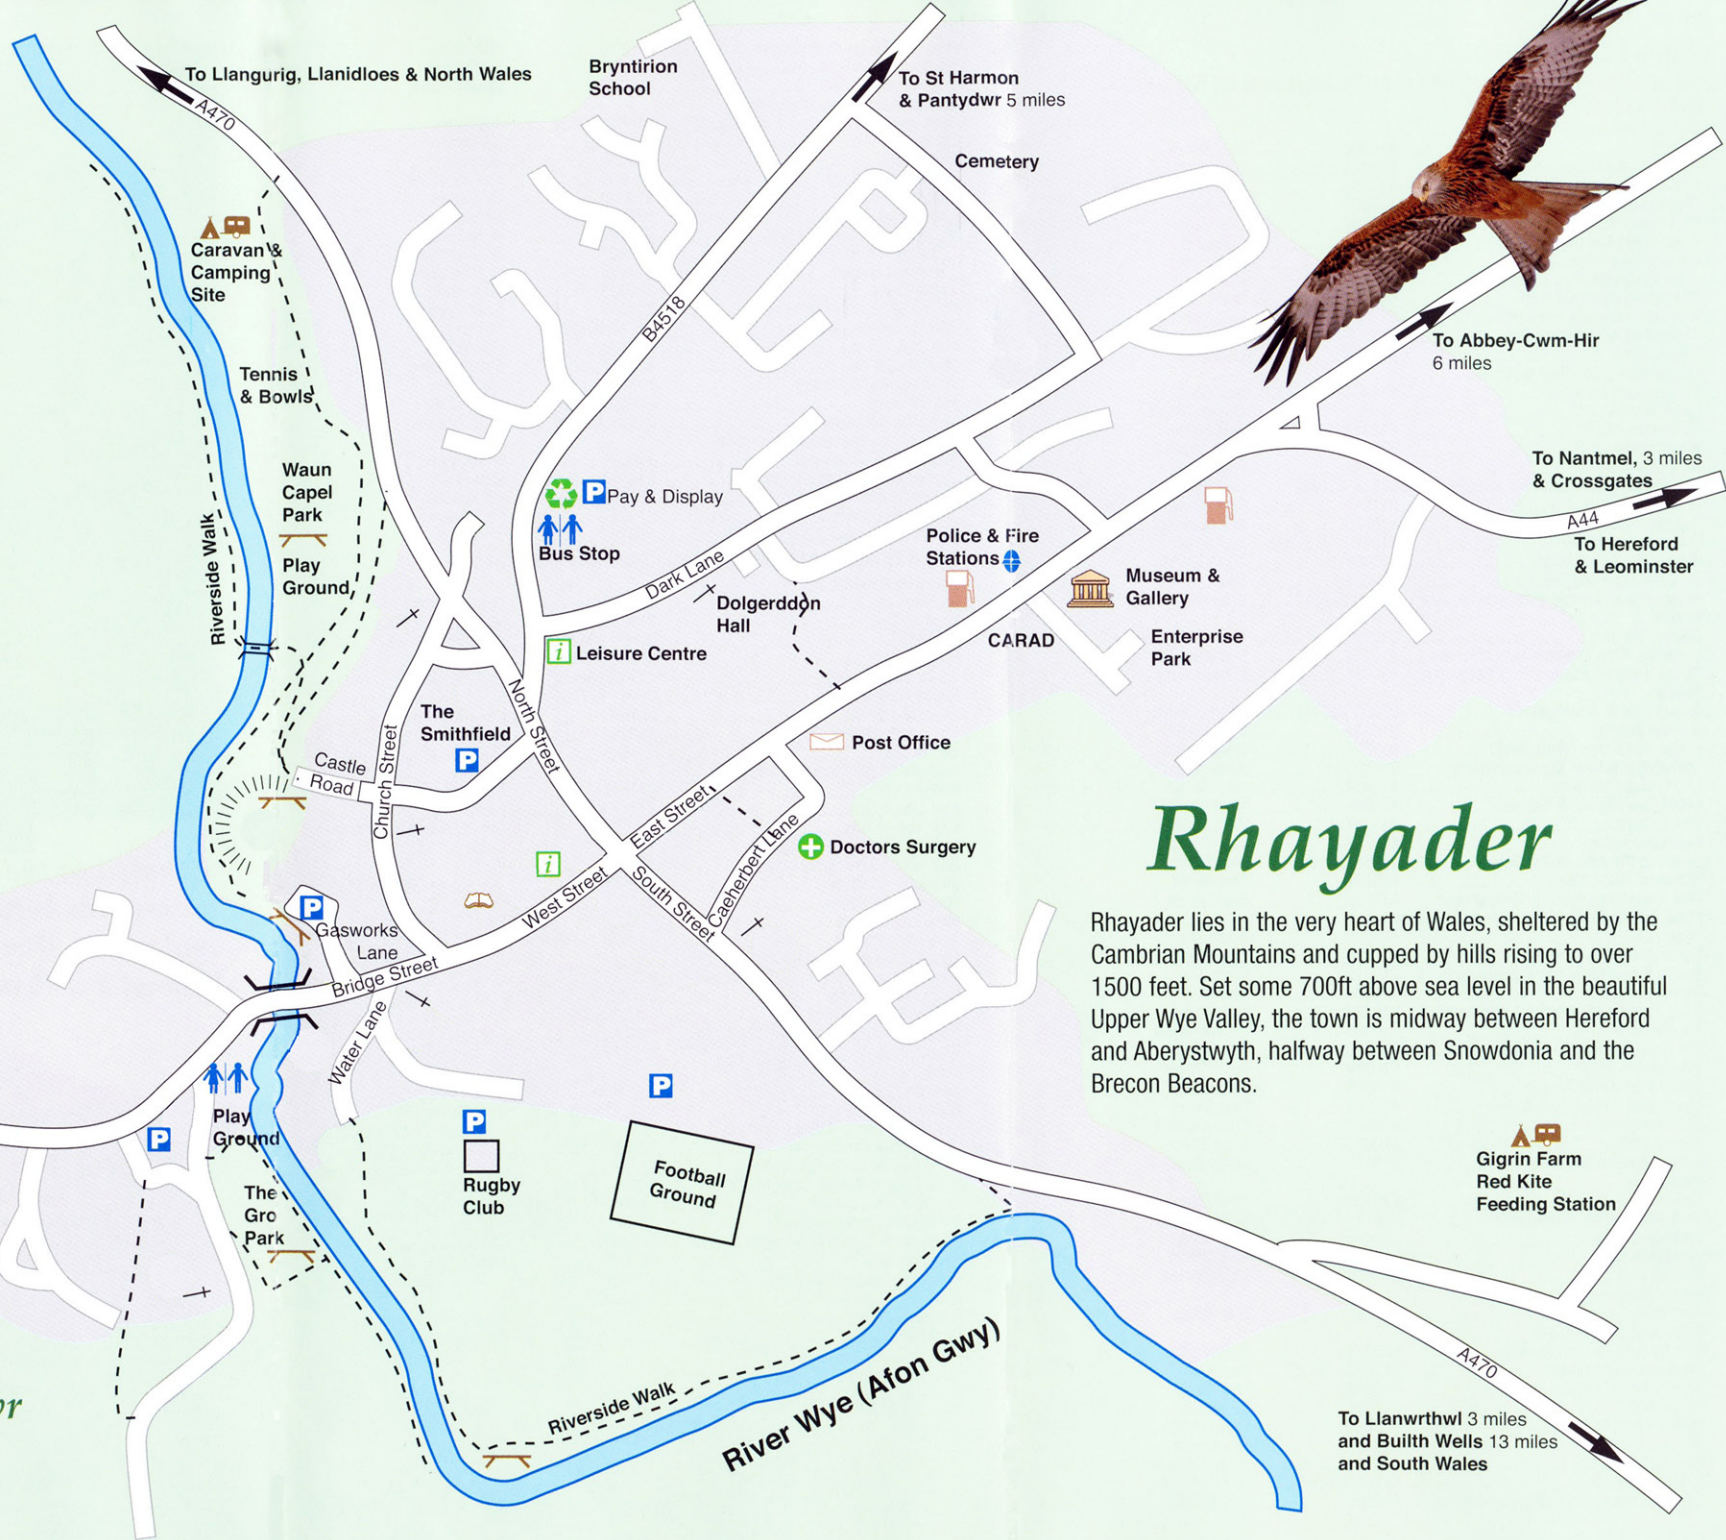 To Llangurig, Llanidloes & North Wales
A470
Bryntirion
School
To St Harmon
& Pantydwr 5 miles
Cemetery
Caravan &
Camping
Site
B4518
To Abbey-Cwm-Hir
6 miles
Tennis
& Bowls
Waun
Capel
Park
Play
Ground
Riverside Walk
P Pay & Display
Bus Stop
To Nantmel, 3 miles
& Crossgates
A44
To Hereford
& Leominster
Police & Fire
Stations
Dark Lane
Dolgerddon
Hall
Museum &
Gallery
CARAD
Enterprise
Park
i Leisure Centre
North Street
The
Smithfield
P
Church Street
Castle
Road
Post Office
East Street
Caeherbert Lane
Doctors Surgery
i
West Street
South Street
P
Gasworks
Lane
Bridge Street
Water Lane
Rhayader
Rhayader lies in the very heart of Wales, sheltered by the
Cambrian Mountains and cupped by hills rising to over
1500 feet. Set some 700ft above sea level in the beautiful
Upper Wye Valley, the town is midway between Hereford
and Aberystwyth, halfway between Snowdonia and the
Brecon Beacons.
Play
Ground
P
P
P
Rugby
Club
Football
Ground
The
Gro
Park
Gigrin Farm
Red Kite
Feeding Station
Riverside Walk
River Wye (Afon Gwy)
A470
To Llanwrthwl 3 miles
and Builth Wells 13 miles
and South Wales